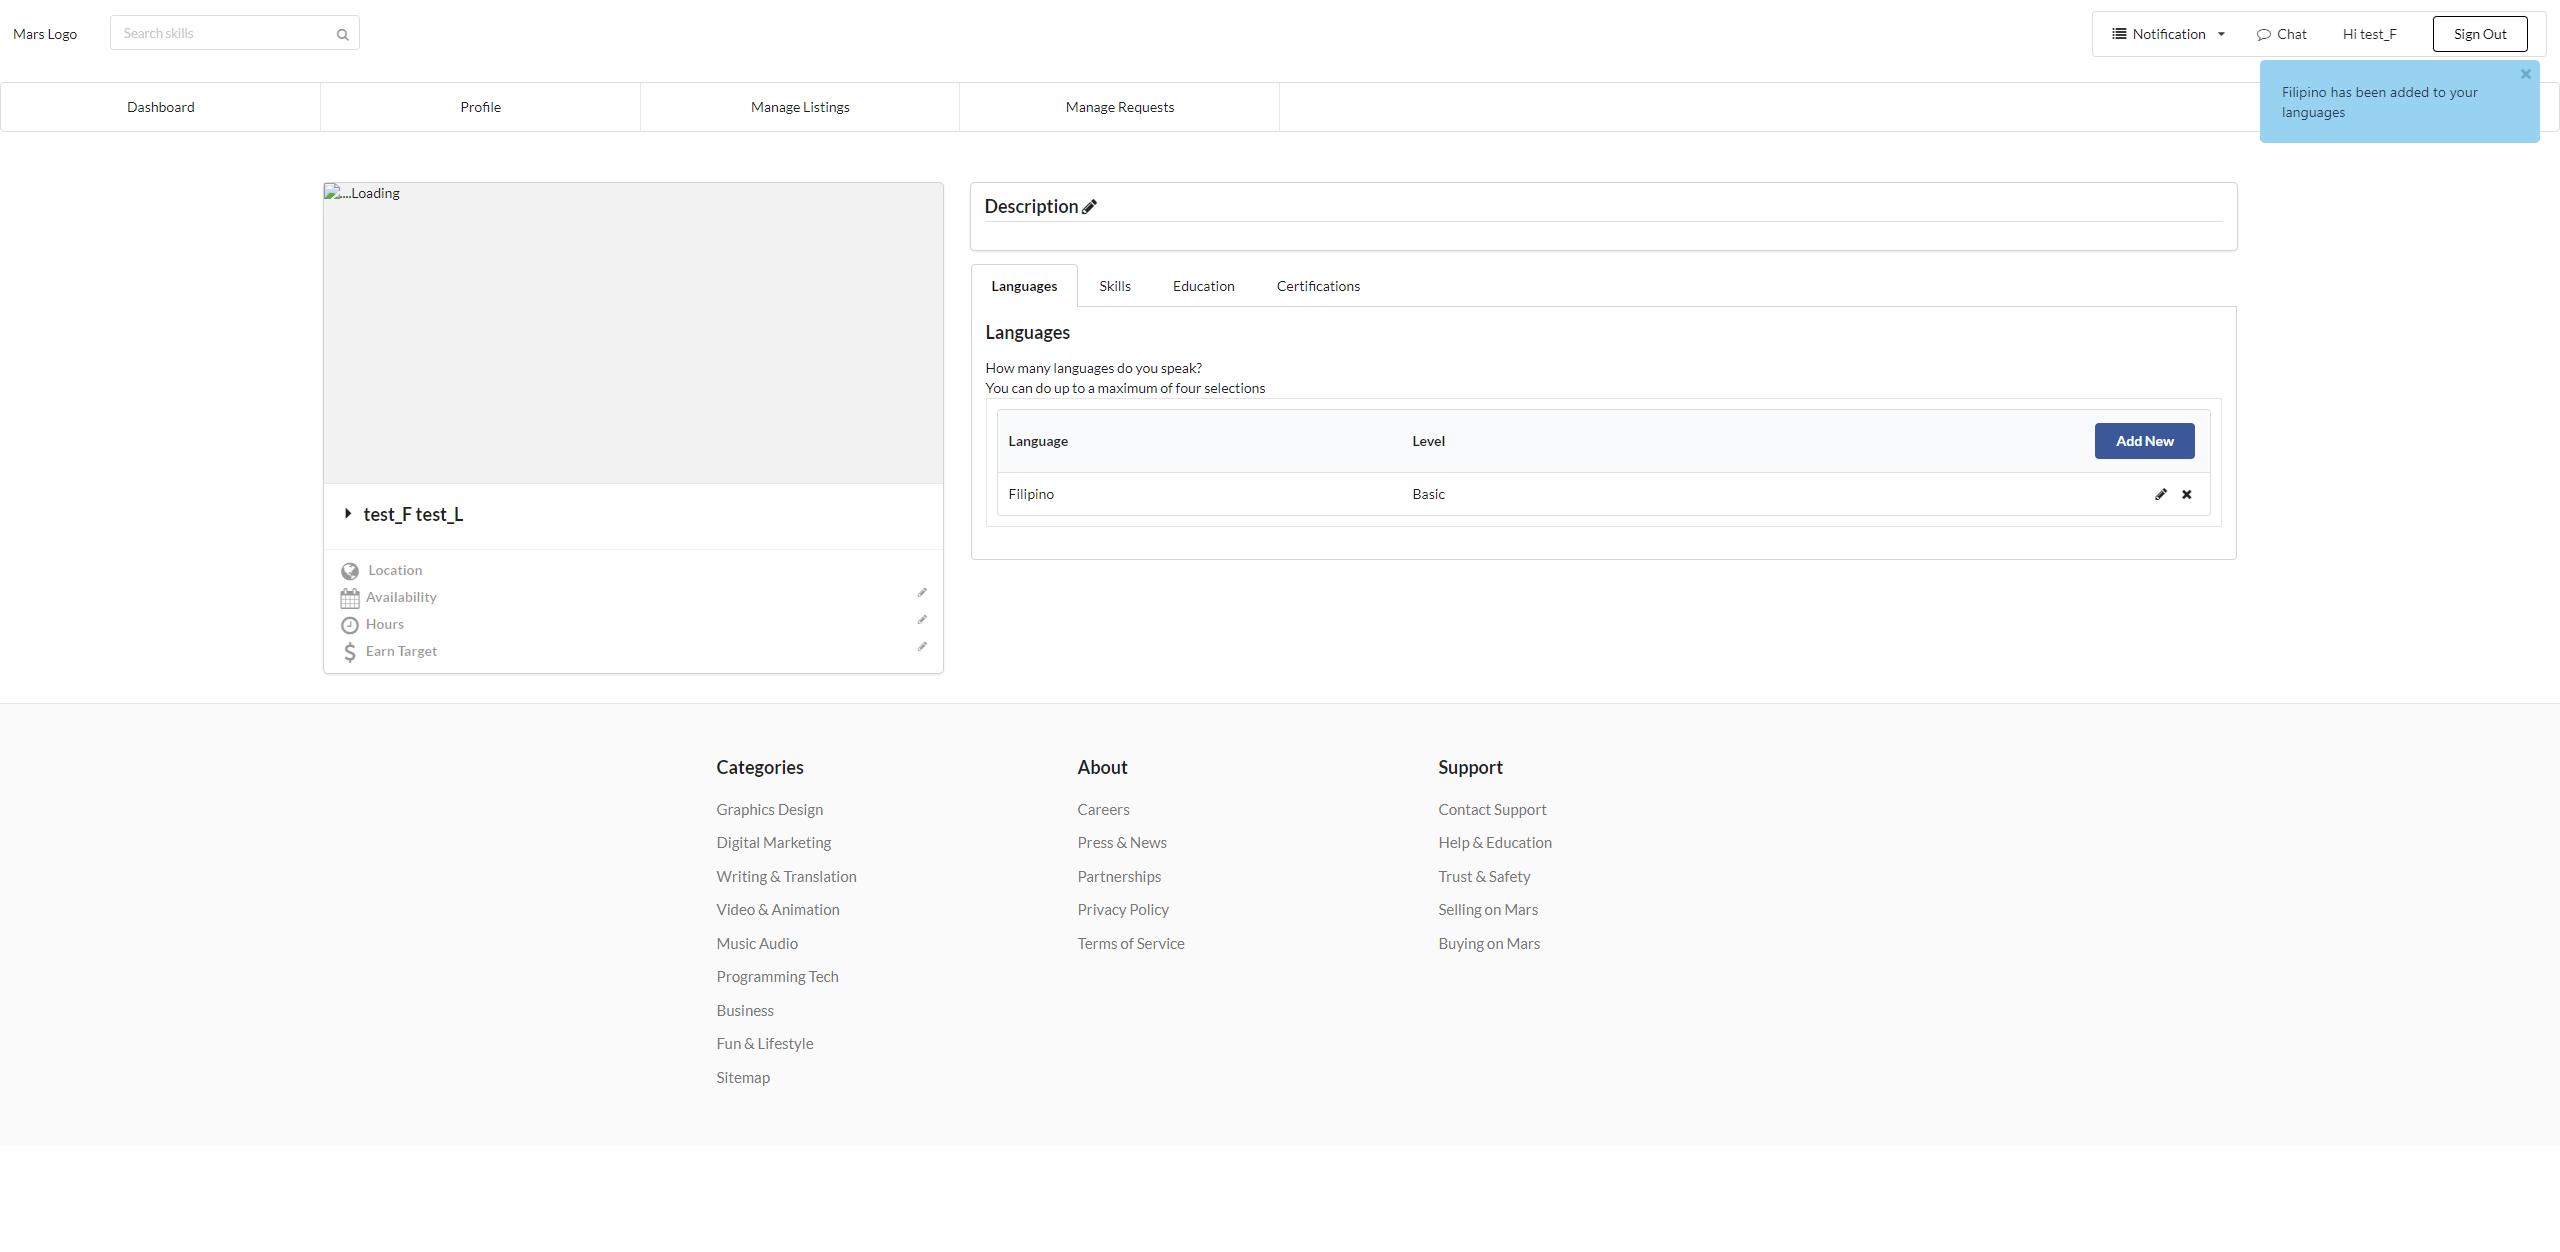 Mars Logo
Search skills
Notification
Chat
Hi test_F
Sign Out
Dashboard
Profile
Manage Listings
Manage Requests
Filipino has been added to your
languages
....Loading
test_F test_L
Location
Availability
Hours
Earn Target
Description
Languages
Skills
Education
Certifications
Languages
How many languages do you speak?
You can do up to a maximum of four selections
Language
Level
Add New
Filipino
Basic
Categories
Graphics Design
Digital Marketing
Writing & Translation
Video & Animation
Music Audio
Programming Tech
Business
Fun & Lifestyle
Sitemap
About
Careers
Press & News
Partnerships
Privacy Policy
Terms of Service
Support
Contact Support
Help & Education
Trust & Safety
Selling on Mars
Buying on Mars